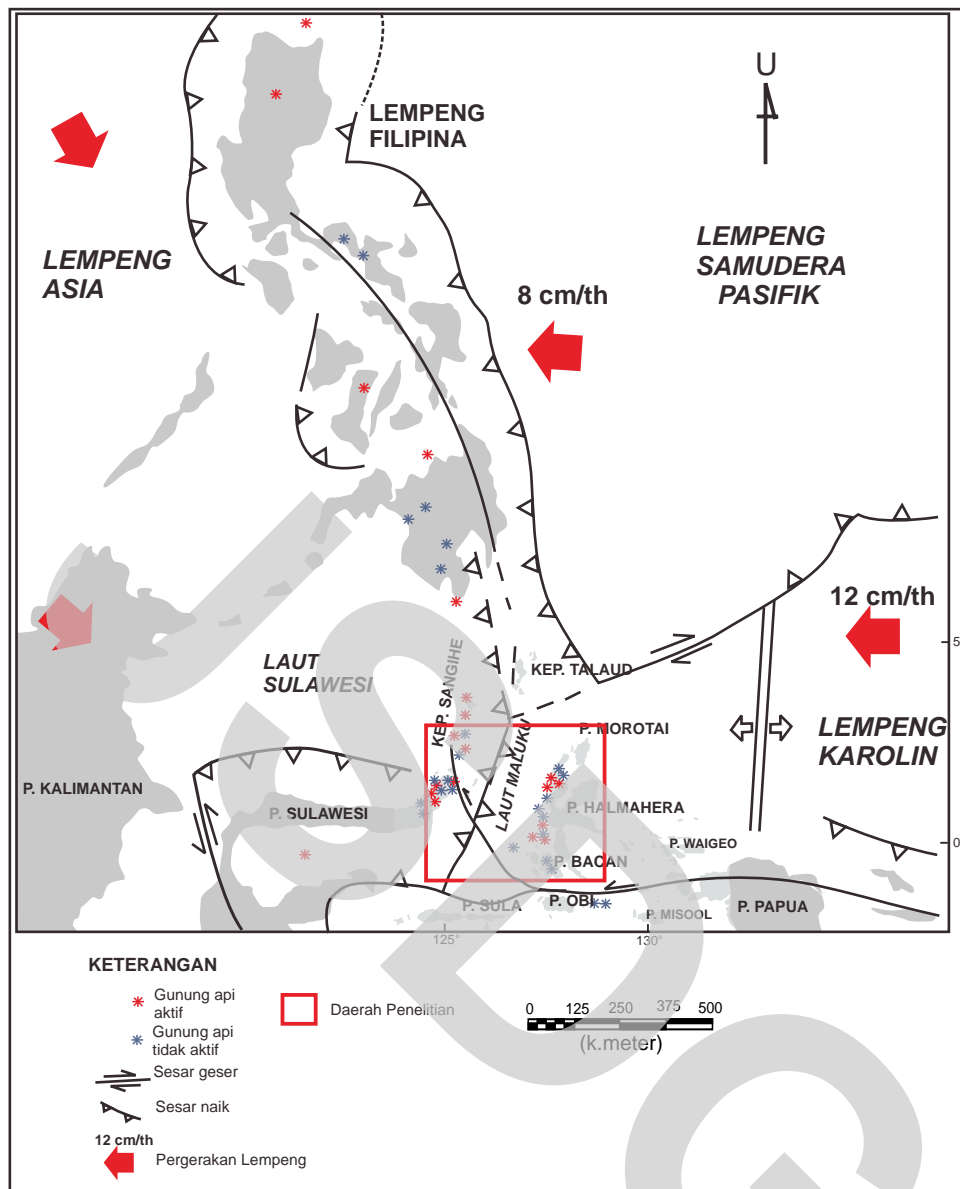 U
LEMPENG
FILIPINA
LEMPENG
ASIA
LEMPENG
SAMUDERA
PASIFIK
8 cm/th
12 cm/th
5
KEP. TALAUD
LAUT
SULAWESI
KEP. SANGIHE
LAUT MALUKU
P. MOROTAI
LEMPENG
KAROLIN
P. KALIMANTAN
P. SULAWESI
P. HALMAHERA
P. WAIGEO
0
P. BACAN
P. SULA
P. OBI
P. MISOOL
P. PAPUA
125°
130°
KETERANGAN
Gunung api
aktif
Gunung api
tidak aktif
Sesar geser
Sesar naik
12 cm/th
Pergerakan Lempeng
Daerah Penelitian
0 125 250 375 500
(k.meter)